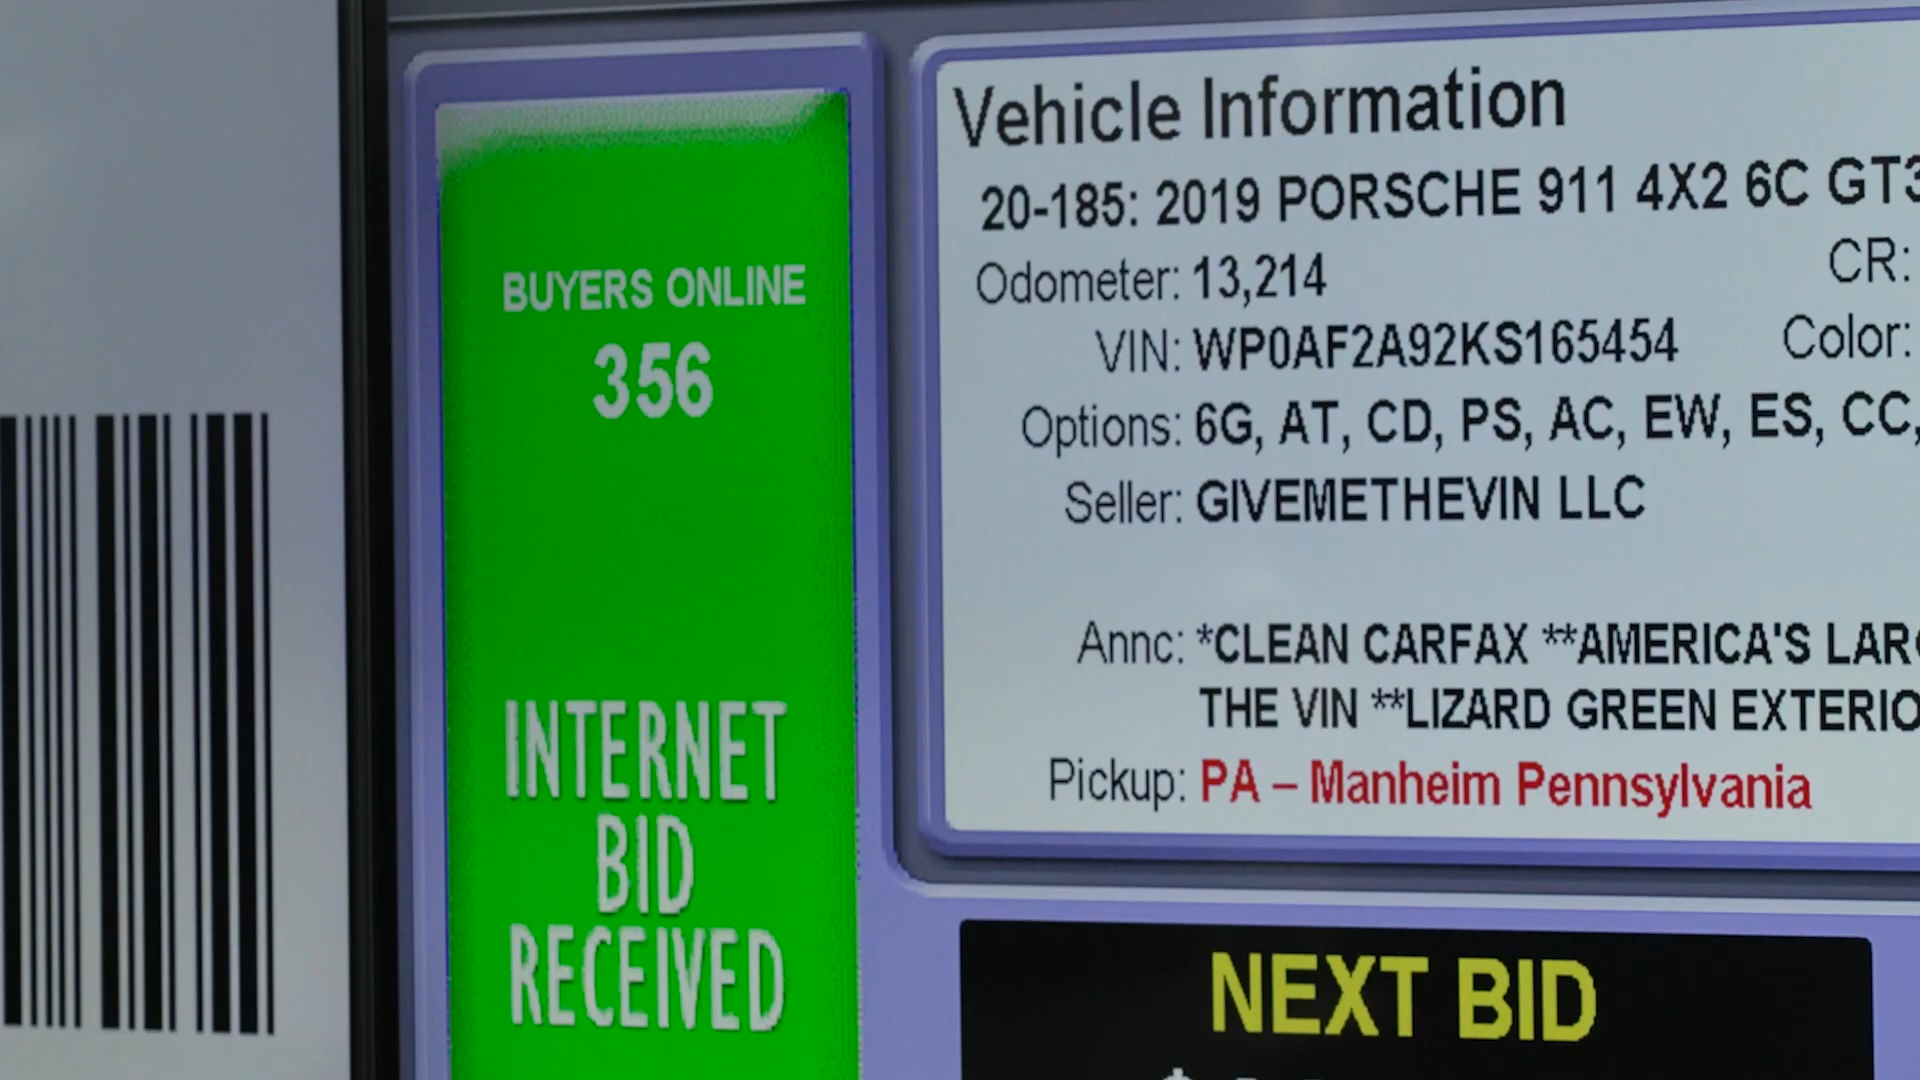 BUYERS ONLINE
356
INTERNET
BID
RECEIVED
Vehicle Information
20-185: 2019 PORSCHE 911 4X2 6C GT3
Odometer: 13,214
CR:
VIN: WP0AF2A92KS165454
Color:
Options: 6G, AT, CD, PS, AC, EW, ES, CC,
Seller: GIVEMETHEVIN LLC
Annc: *CLEAN CARFAX **AMERICA'S
THE VIN **LIZARD GREEN
Pickup: PA – Manheim Pennsylvania
NEXT BID